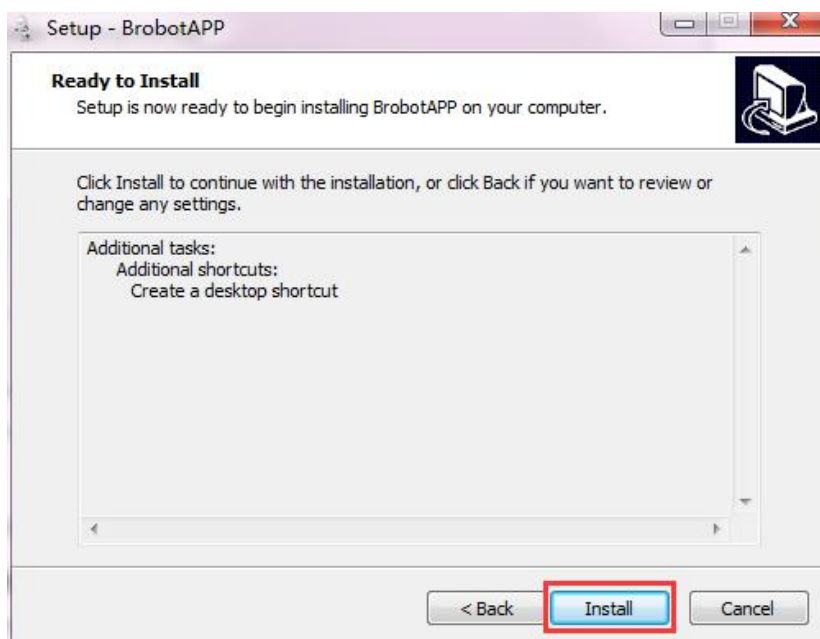 Setup - BrobotAPP
Ready to Install
Setup is now ready to begin installing BrobotAPP on your computer.
Click Install to continue with the installation, or click Back if you want to review or
change any settings.
Additional tasks:
Additional shortcuts:
Create a desktop shortcut
< Back
Install
Cancel